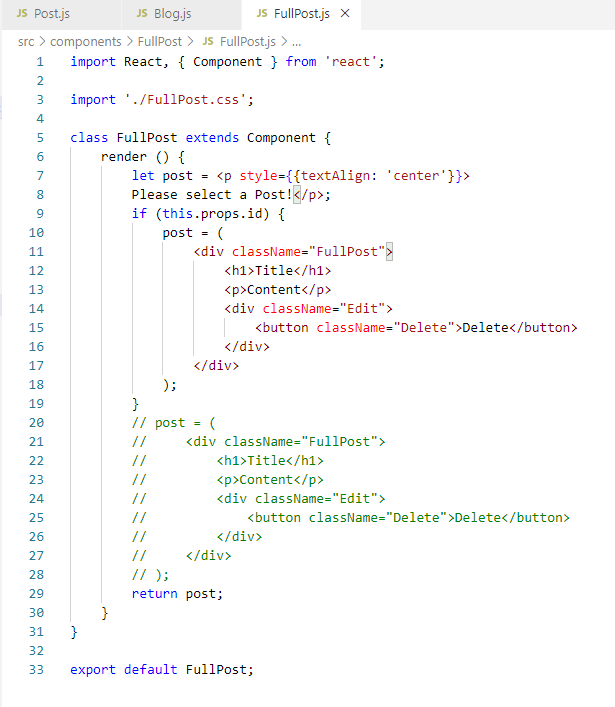 JS Post.js JS Blog.js JS FullPost.js ×
src > components > FullPost > JS FullPost.js > ...
1 import React, { Component } from 'react';
2
3 import './FullPost.css';
4
5 class FullPost extends Component {
6     render () {
7         let post = <p style={{textAlign: 'center'}}>
8         Please select a Post!</p>;
9         if (this.props.id) {
10             post = (
11                 <div className="FullPost">
12                     <h1>Title</h1>
13                     <p>Content</p>
14                     <div className="Edit">
15                         <button className="Delete">Delete</button>
16                     </div>
17                 </div>
18             );
19         }
20         // post = (
21         //     <div className="FullPost">
22         //         <h1>Title</h1>
23         //         <p>Content</p>
24         //         <div className="Edit">
25         //             <button className="Delete">Delete</button>
26         //         </div>
27         //     </div>
28         // );
29         return post;
30     }
31 }
32
33 export default FullPost;